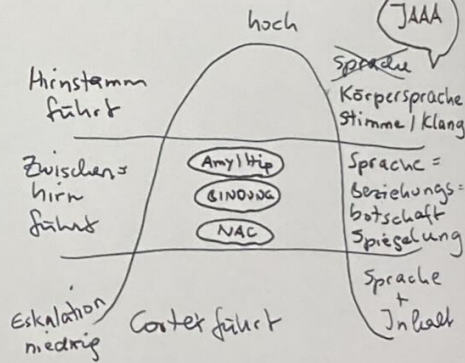 hoch
JAAA
Hirnstamm
führt
Sprache
Körpersprache
Stimme / Klang
Zwischen=
hirn
führt
Amy/Hip
BINDUNG
NAC
Sprache =
Beziehungs=
botschaft
Spiegelung
Eskalation
niedrig
Cortex führt
Sprache
+
Inhalt